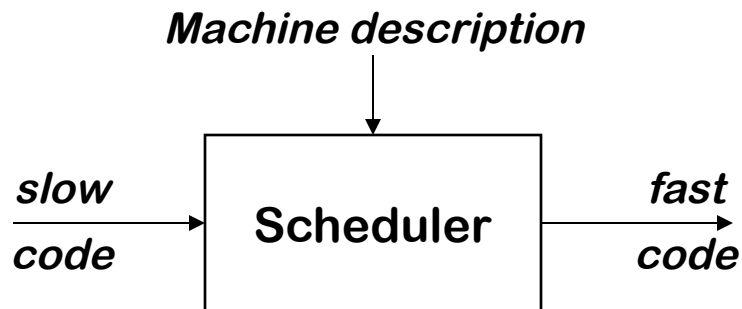 Machine description
slow
code
Scheduler
fast
code